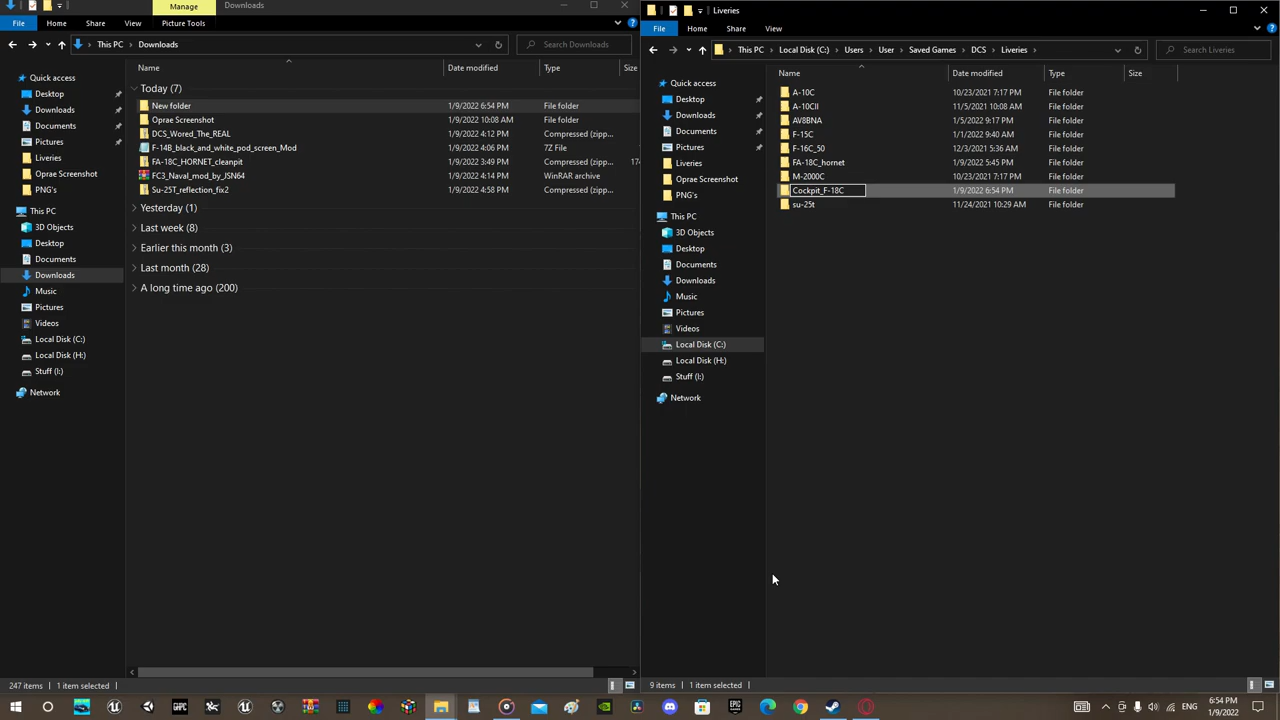 Manage
Downloads
File Home Share View Picture Tools
This PC Downloads
Search Downloads
Name Date modified Type Size
Quick access
Desktop
Downloads
Documents
Pictures
Liveries
Oprae Screenshot
PNG's
This PC
3D Objects
Desktop
Documents
Downloads
Music
Pictures
Videos
Local Disk (C:)
Local Disk (H:)
Stuff (I:)
Network
Today (7)
New folder 1/9/2022 6:54 PM File folder
Oprae Screenshot 1/9/2022 10:08 AM File folder
DCS_Wored_The_REAL 1/9/2022 4:12 PM Compressed (zipp...
F-14B_black_and_white_pod_screen_Mod 1/9/2022 4:06 PM 7Z File
FA-18C_HORNET_cleanpit 1/9/2022 3:49 PM Compressed (zipp... 17
FC3_Naval_mod_by_JSN64 1/9/2022 4:14 PM WinRAR archive
Su-25T_reflection_fix2 1/9/2022 4:58 PM Compressed (zipp...
Yesterday (1)
Last week (8)
Earlier this month (3)
Last month (28)
A long time ago (200)
247 items 1 item selected
Liveries
File Home Share View
This PC Local Disk (C:) Users User Saved Games DCS Liveries
Search Liveries
Name Date modified Type Size
Quick access
Desktop
Downloads
Documents
Pictures
Liveries
Oprae Screenshot
PNG's
This PC
3D Objects
Desktop
Documents
Downloads
Music
Pictures
Videos
Local Disk (C:)
Local Disk (H:)
Stuff (I:)
Network
A-10C 10/23/2021 7:17 PM File folder
A-10CII 11/5/2021 10:08 AM File folder
AV8BNA 1/5/2022 9:17 PM File folder
F-15C 1/1/2022 9:40 AM File folder
F-16C_50 12/3/2021 5:36 AM File folder
FA-18C_hornet 1/9/2022 5:45 PM File folder
M-2000C 10/23/2021 7:17 PM File folder
Cockpit_F-18C 1/9/2022 6:54 PM File folder
su-25t 11/24/2021 10:29 AM File folder
9 items 1 item selected
GHPC
EPIC
ENG
6:54 PM
1/9/2022